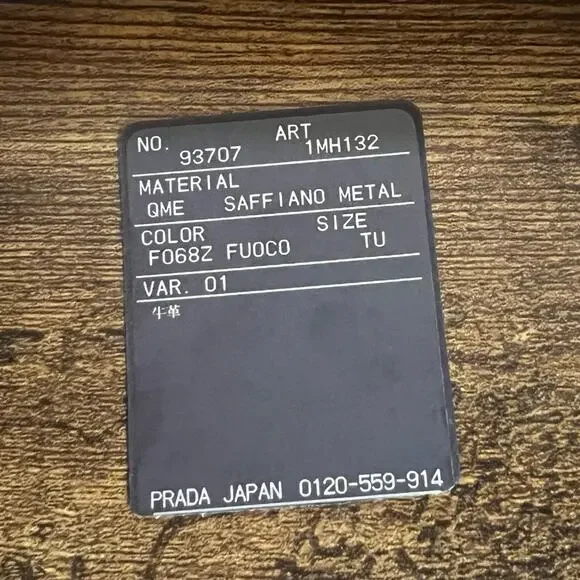 NO. ART
93707 1MH132
MATERIAL
QME SAFFIANO METAL
COLOR SIZE
F068Z FUOCO TU
VAR. 01
牛革
PRADA JAPAN 0120-559-914